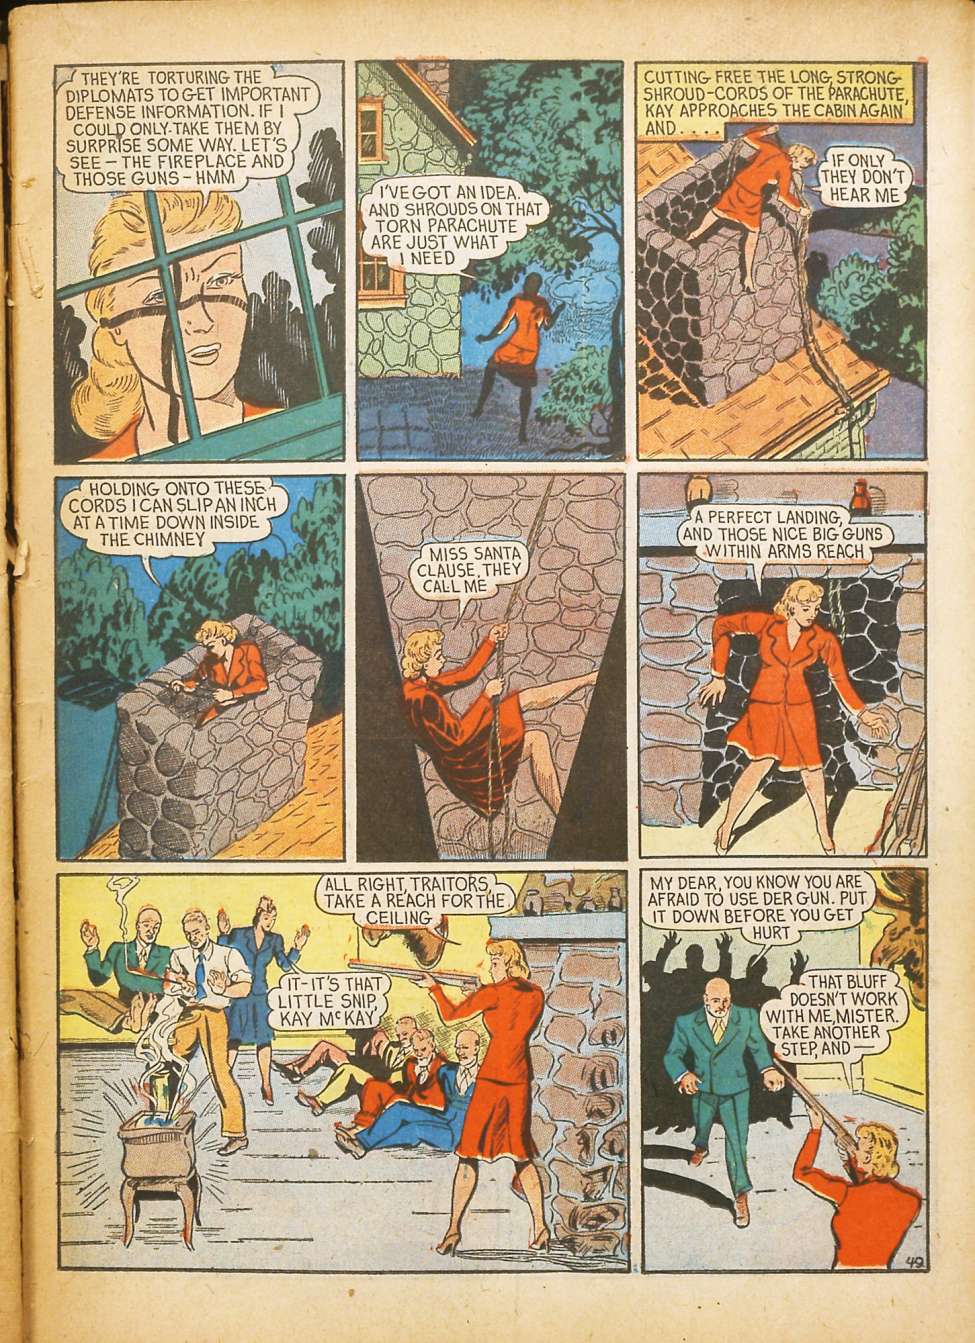 THEY'RE TORTURING THE
DIPLOMATS TO GET IMPORTANT
DEFENSE INFORMATION. IF I
COULD ONLY TAKE THEM BY
SURPRISE SOME WAY. LET'S
SEE — THE FIREPLACE AND
THOSE GUNS — HMM
I'VE GOT AN IDEA.
AND SHROUDS ON THAT
TORN PARACHUTE
ARE JUST WHAT
I NEED
CUTTING FREE THE LONG, STRONG
SHROUD-CORDS OF THE PARACHUTE,
KAY APPROACHES THE CABIN AGAIN
AND . . . .
IF ONLY
THEY DON'T
HEAR ME
HOLDING ONTO THESE
CORDS I CAN SLIP AN INCH
AT A TIME DOWN INSIDE
THE CHIMNEY
MISS SANTA
CLAUSE, THEY
CALL ME
A PERFECT LANDING,
AND THOSE NICE BIG GUNS
WITHIN ARMS REACH
ALL RIGHT, TRAITORS,
TAKE A REACH FOR THE
CEILING
IT-IT'S THAT
LITTLE SNIP,
KAY McKAY
MY DEAR, YOU KNOW YOU ARE
AFRAID TO USE DER GUN. PUT
IT DOWN BEFORE YOU GET
HURT
THAT BLUFF
DOESN'T WORK
WITH ME, MISTER.
TAKE ANOTHER
STEP, AND —
49